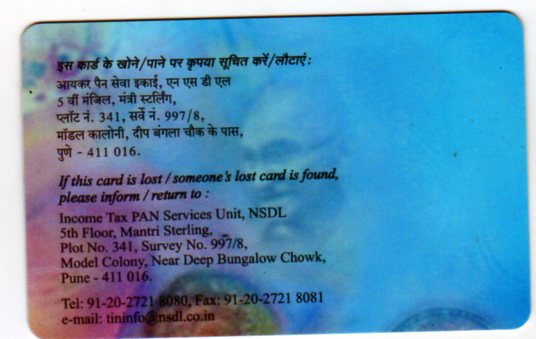 इस कार्ड के खोने/पाने पर कृपया सूचित करें/लौटाएं:
आयकर पैन सेवा इकाई, एन एस डी एल
5 वीं मंजिल, मंत्री स्टर्लिंग,
प्लॉट नं. 341, सर्वे नं. 997/8,
मॉडल कालोनी, दीप बंगला चौक के पास,
पुणे - 411 016.
If this card is lost / someone's lost card is found,
please inform / return to :
Income Tax PAN Services Unit, NSDL
5th Floor, Mantri Sterling,
Plot No. 341, Survey No. 997/8,
Model Colony, Near Deep Bungalow Chowk,
Pune - 411 016.
Tel: 91-20-2721 8080, Fax: 91-20-2721 8081
e-mail: tininfo@nsdl.co.in